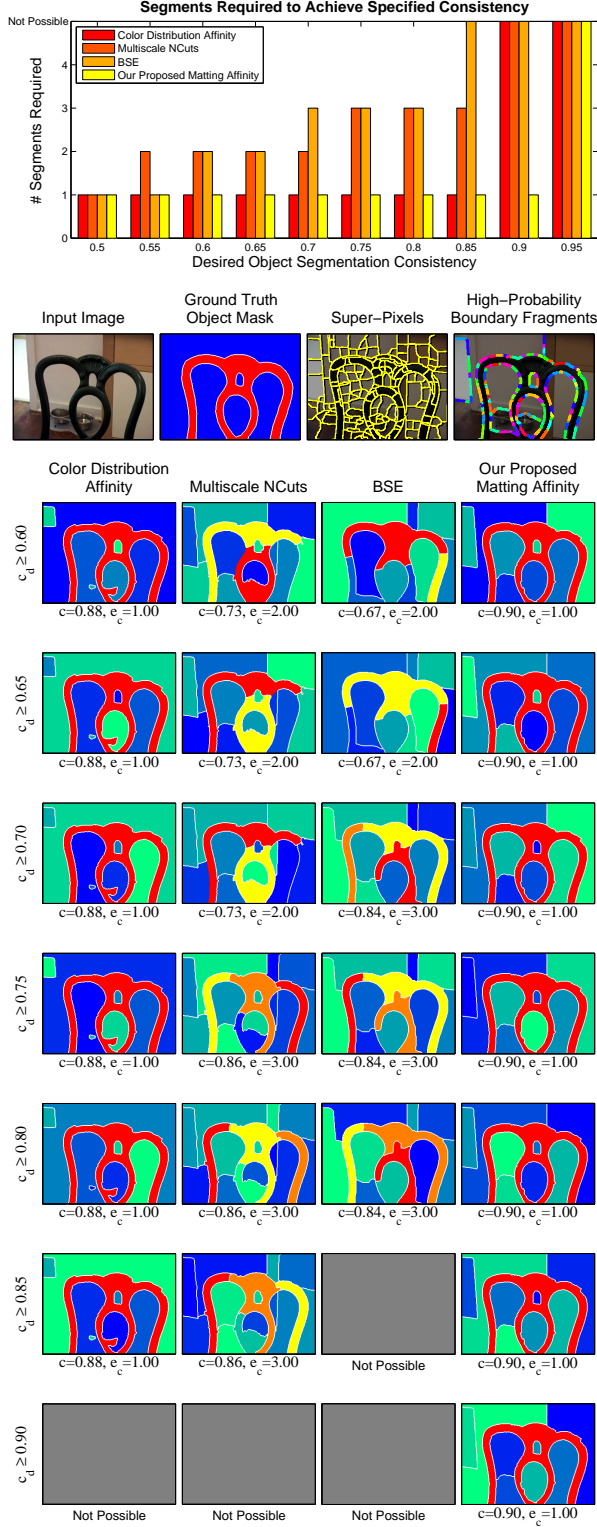 Segments Required to Achieve Specified Consistency
Not Possible
5
4
3
2
1
0
# Segments Required
Color Distribution Affinity
Multiscale NCuts
BSE
Our Proposed Matting Affinity
0.5 0.55 0.6 0.65 0.7 0.75 0.8 0.85 0.9 0.95
Desired Object Segmentation Consistency
Input Image
Ground Truth
Object Mask
Super−Pixels
High−Probability
Boundary Fragments
Color Distribution
Affinity
Multiscale NCuts
BSE
Our Proposed
Matting Affinity
c_d ≥ 0.60
c=0.88, e_c=1.00 c=0.73, e_c=2.00 c=0.67, e_c=2.00 c=0.90, e_c=1.00
c_d ≥ 0.65
c=0.88, e_c=1.00 c=0.73, e_c=2.00 c=0.67, e_c=2.00 c=0.90, e_c=1.00
c_d ≥ 0.70
c=0.88, e_c=1.00 c=0.73, e_c=2.00 c=0.84, e_c=3.00 c=0.90, e_c=1.00
c_d ≥ 0.75
c=0.88, e_c=1.00 c=0.86, e_c=3.00 c=0.84, e_c=3.00 c=0.90, e_c=1.00
c_d ≥ 0.80
c=0.88, e_c=1.00 c=0.86, e_c=3.00 c=0.84, e_c=3.00 c=0.90, e_c=1.00
c_d ≥ 0.85
c=0.88, e_c=1.00 c=0.86, e_c=3.00 Not Possible c=0.90, e_c=1.00
c_d ≥ 0.90
Not Possible Not Possible Not Possible c=0.90, e_c=1.00